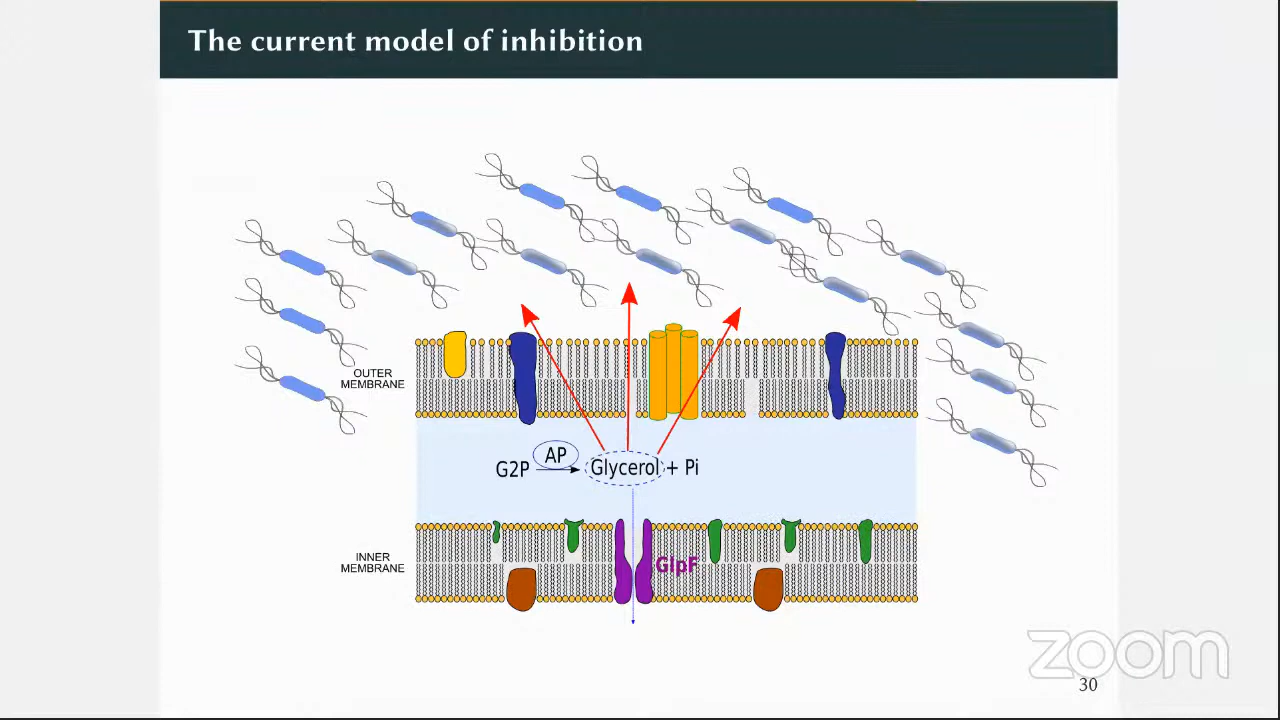 The current model of inhibition
OUTER
MEMBRANE
AP
G2P
Glycerol + Pi
INNER
MEMBRANE
GlpF
zoom
30